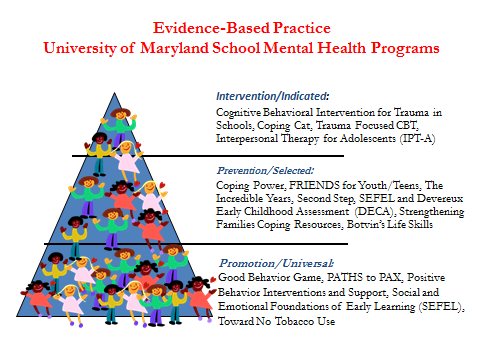 Evidence-Based Practice
University of Maryland School Mental Health Programs
Intervention/Indicated:
Cognitive Behavioral Intervention for Trauma in
Schools, Coping Cat, Trauma Focused CBT,
Interpersonal Therapy for Adolescents (IPT-A)
Prevention/Selected:
Coping Power, FRIENDS for Youth/Teens, The
Incredible Years, Second Step, SEFEL and Devereux
Early Childhood Assessment (DECA), Strengthening
Families Coping Resources, Botvin's Life Skills
Promotion/Universal:
Good Behavior Game, PATHS to PAX, Positive
Behavior Interventions and Support, Social and
Emotional Foundations of Early Learning (SEFEL),
Toward No Tobacco Use